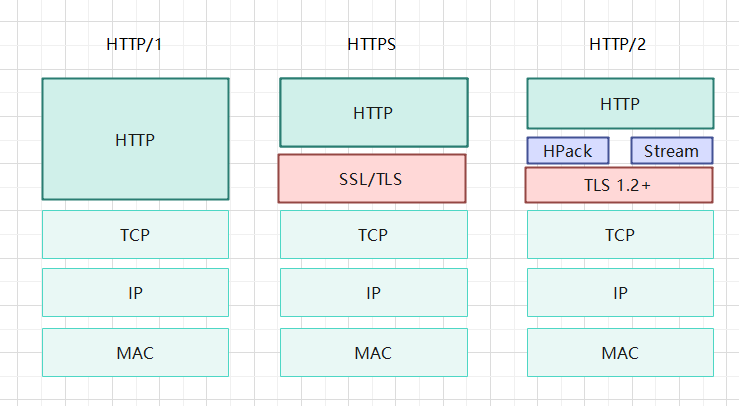 HTTP/1 HTTPS HTTP/2
HTTP HTTP HTTP
HPack Stream
SSL/TLS TLS 1.2+
TCP TCP TCP
IP IP IP
MAC MAC MAC